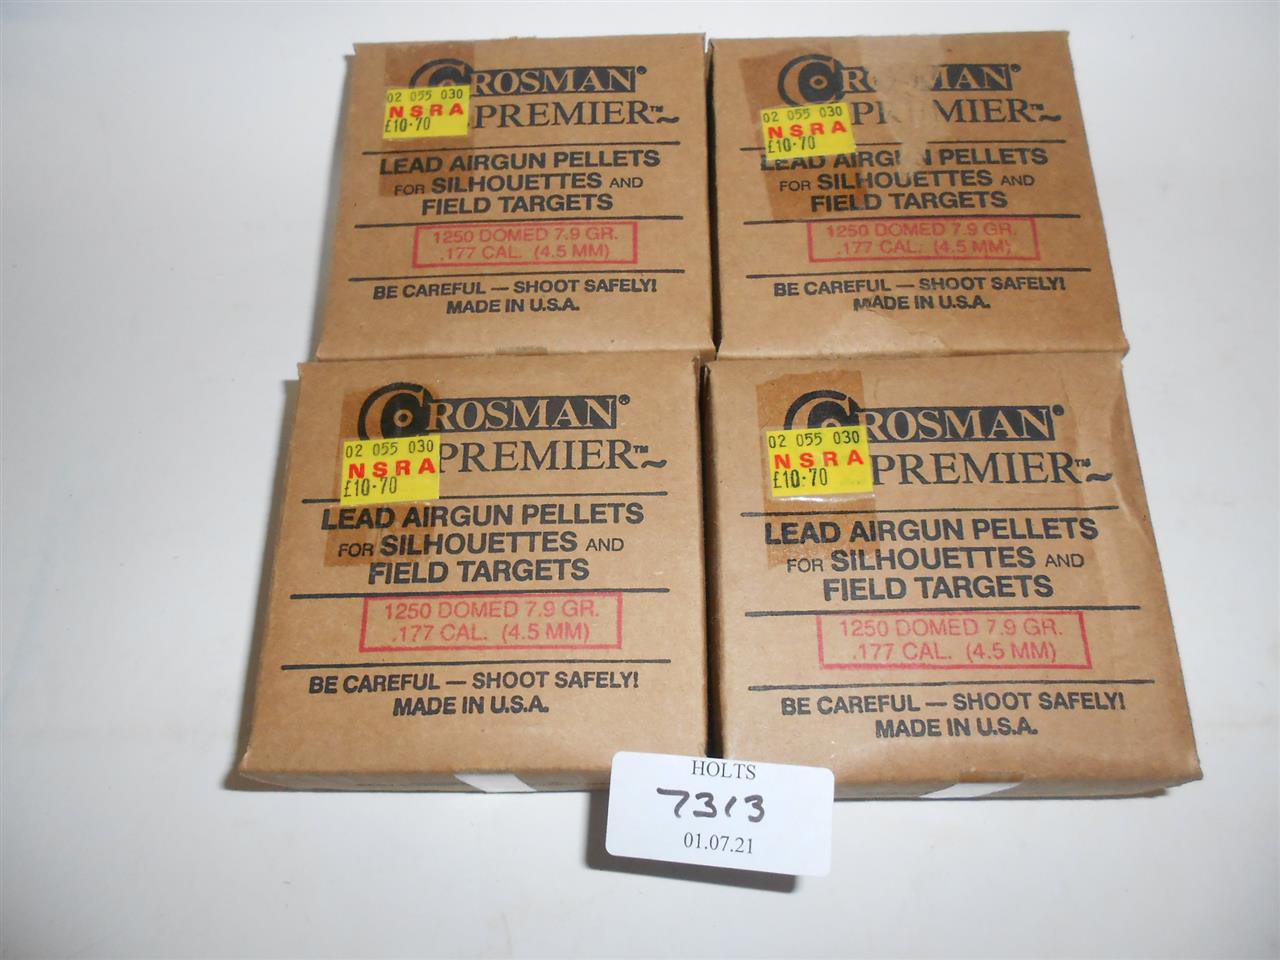 CROSMAN®
02 055 030
NSRA
£10-70
PREMIER™
LEAD AIRGUN PELLETS
FOR SILHOUETTES AND
FIELD TARGETS
1250 DOMED 7.9 GR.
.177 CAL. (4.5 MM)
BE CAREFUL — SHOOT SAFELY!
MADE IN U.S.A.
CROSMAN®
02 055 030
NSRA
£10-70
PREMIER™
LEAD AIRGUN PELLETS
FOR SILHOUETTES AND
FIELD TARGETS
1250 DOMED 7.9 GR.
.177 CAL. (4.5 MM)
BE CAREFUL — SHOOT SAFELY!
MADE IN U.S.A.
CROSMAN®
02 055 030
NSRA
£10-70
PREMIER™
LEAD AIRGUN PELLETS
FOR SILHOUETTES AND
FIELD TARGETS
1250 DOMED 7.9 GR.
.177 CAL. (4.5 MM)
BE CAREFUL — SHOOT SAFELY!
MADE IN U.S.A.
CROSMAN®
02 055 030
NSRA
£10-70
PREMIER™
LEAD AIRGUN PELLETS
FOR SILHOUETTES AND
FIELD TARGETS
1250 DOMED 7.9 GR.
.177 CAL. (4.5 MM)
BE CAREFUL — SHOOT SAFELY!
MADE IN U.S.A.
HOLTS
7313
01.07.21